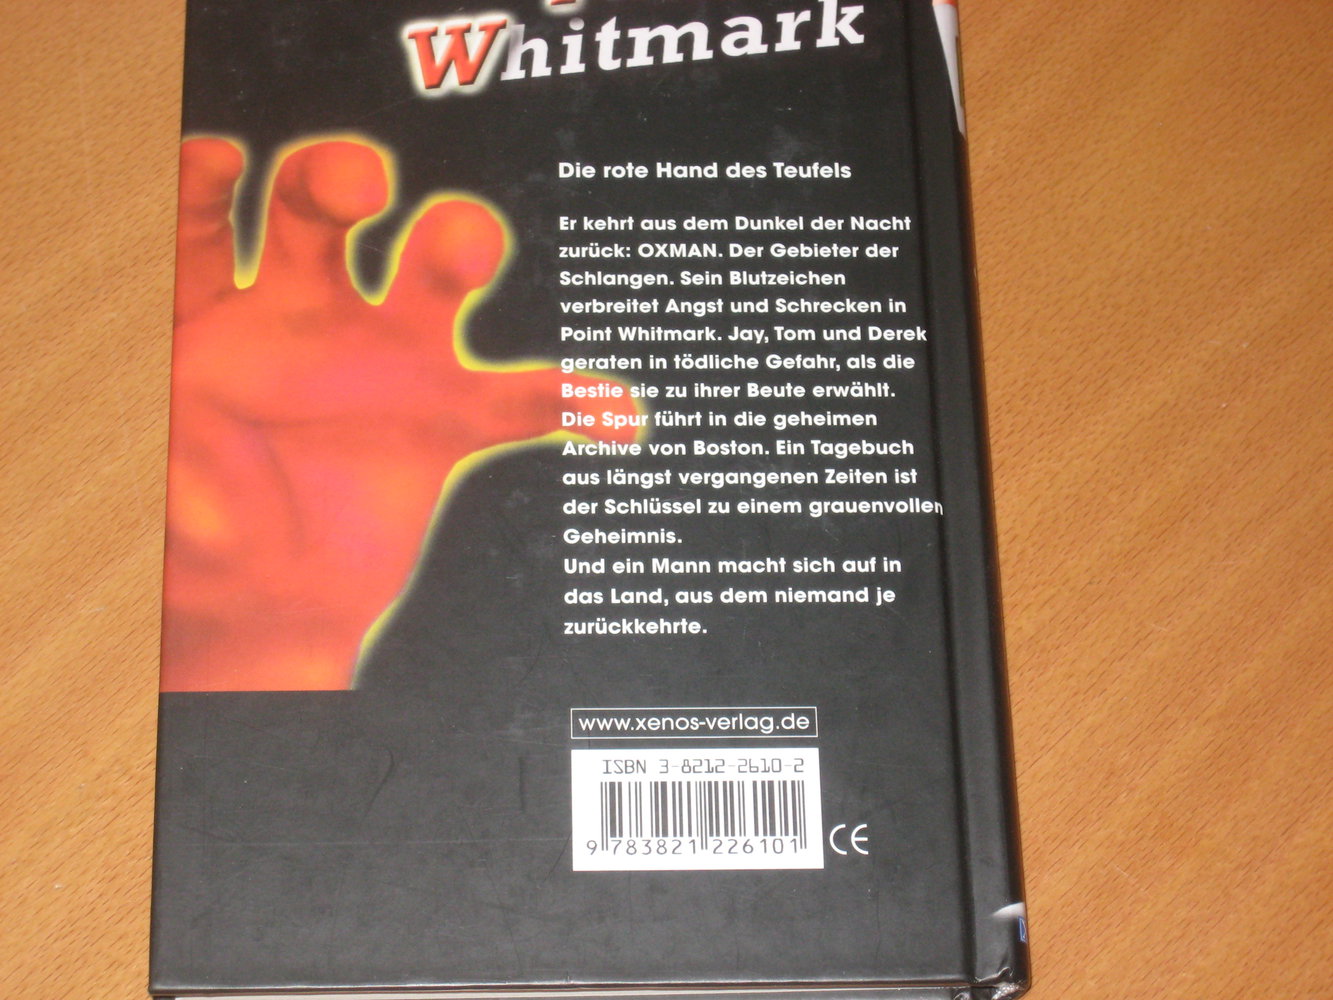 Whitmark
Die rote Hand des Teufels
Er kehrt aus dem Dunkel der Nacht
zurück: OXMAN. Der Gebieter der
Schlangen. Sein Blutzeichen
verbreitet Angst und Schrecken in
Point Whitmark. Jay, Tom und Derek
geraten in tödliche Gefahr, als die
Bestie sie zu ihrer Beute erwählt.
Die Spur führt in die geheimen
Archive von Boston. Ein Tagebuch
aus längst vergangenen Zeiten ist
der Schlüssel zu einem grauenvollen
Geheimnis.
Und ein Mann macht sich auf in
das Land, aus dem niemand je
zurückkehrte.
www.xenos-verlag.de
ISBN 3-8212-2610-2
9 783821 226101
CE